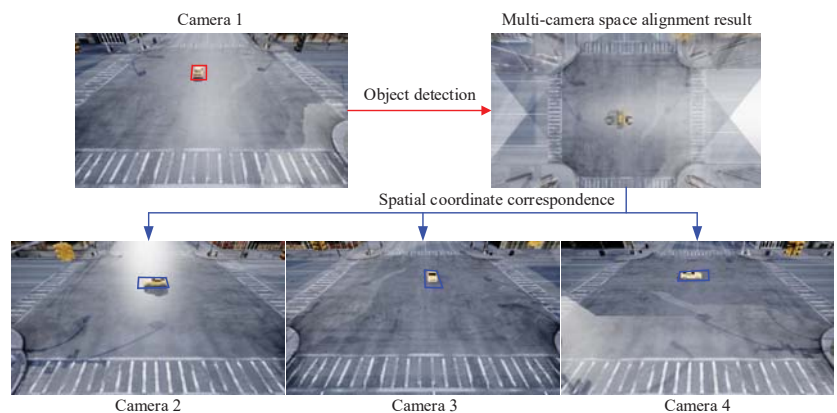 Camera 1
Multi-camera space alignment result
Object detection
Spatial coordinate correspondence
Camera 2
Camera 3
Camera 4